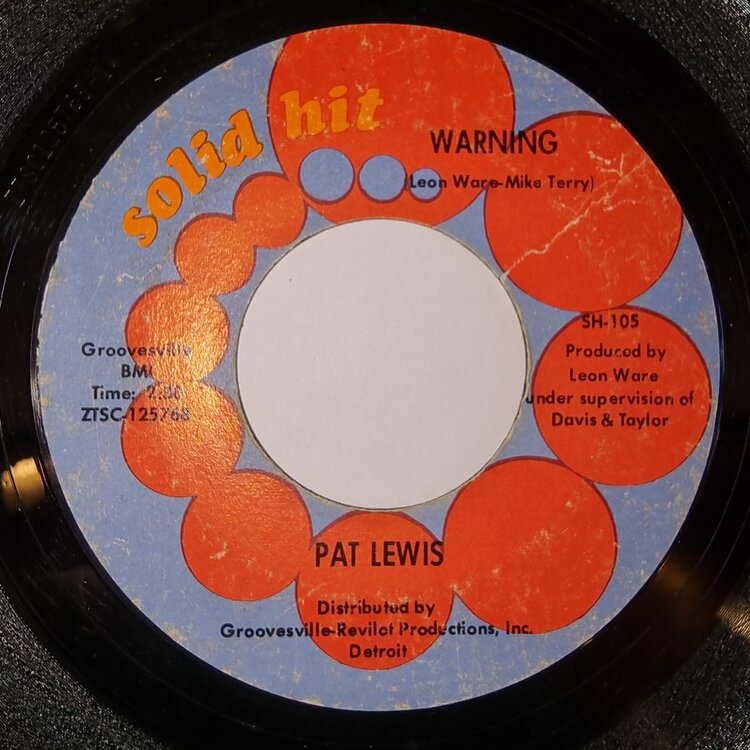 solid hit
WARNING
(Leon Ware-Mike Terry)
Groovesville
BMI
Time:
ZTSC-125768
SH-105
Produced by
Leon Ware
under supervision of
Davis & Taylor
PAT LEWIS
Distributed by
Groovesville-Revilot Productions, Inc.
Detroit